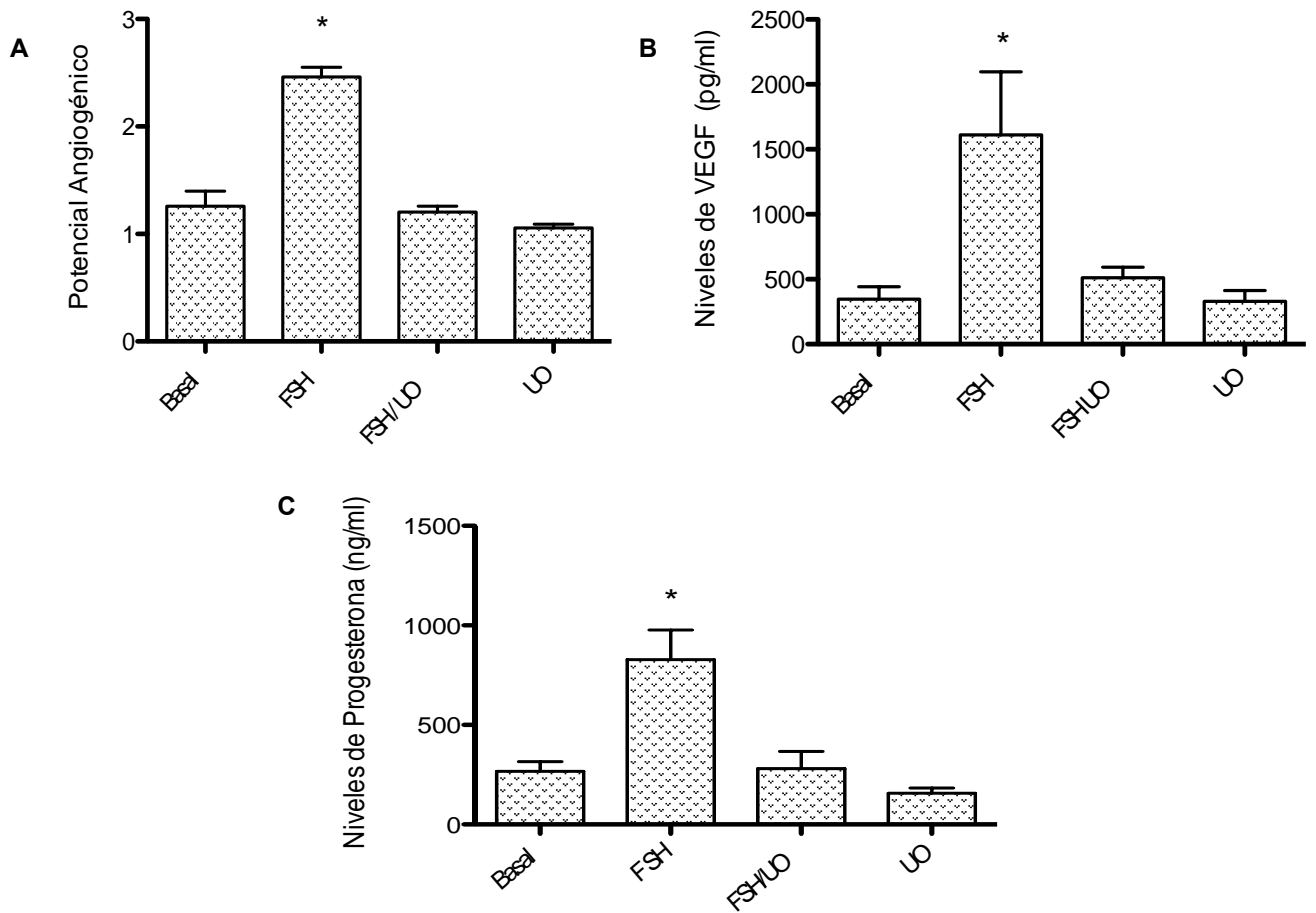 A
Potencial Angiogénico
3
2
1
0
*
Basal
FSH
FSH/ UO
UO
B
Niveles de VEGF (pg/ml)
2500
2000
1500
1000
500
0
*
Basal
FSH
FSHUO
UO
C
Niveles de Progesterona (ng/ml)
1500
1000
500
0
*
Basal
FSH
FSH/UO
UO